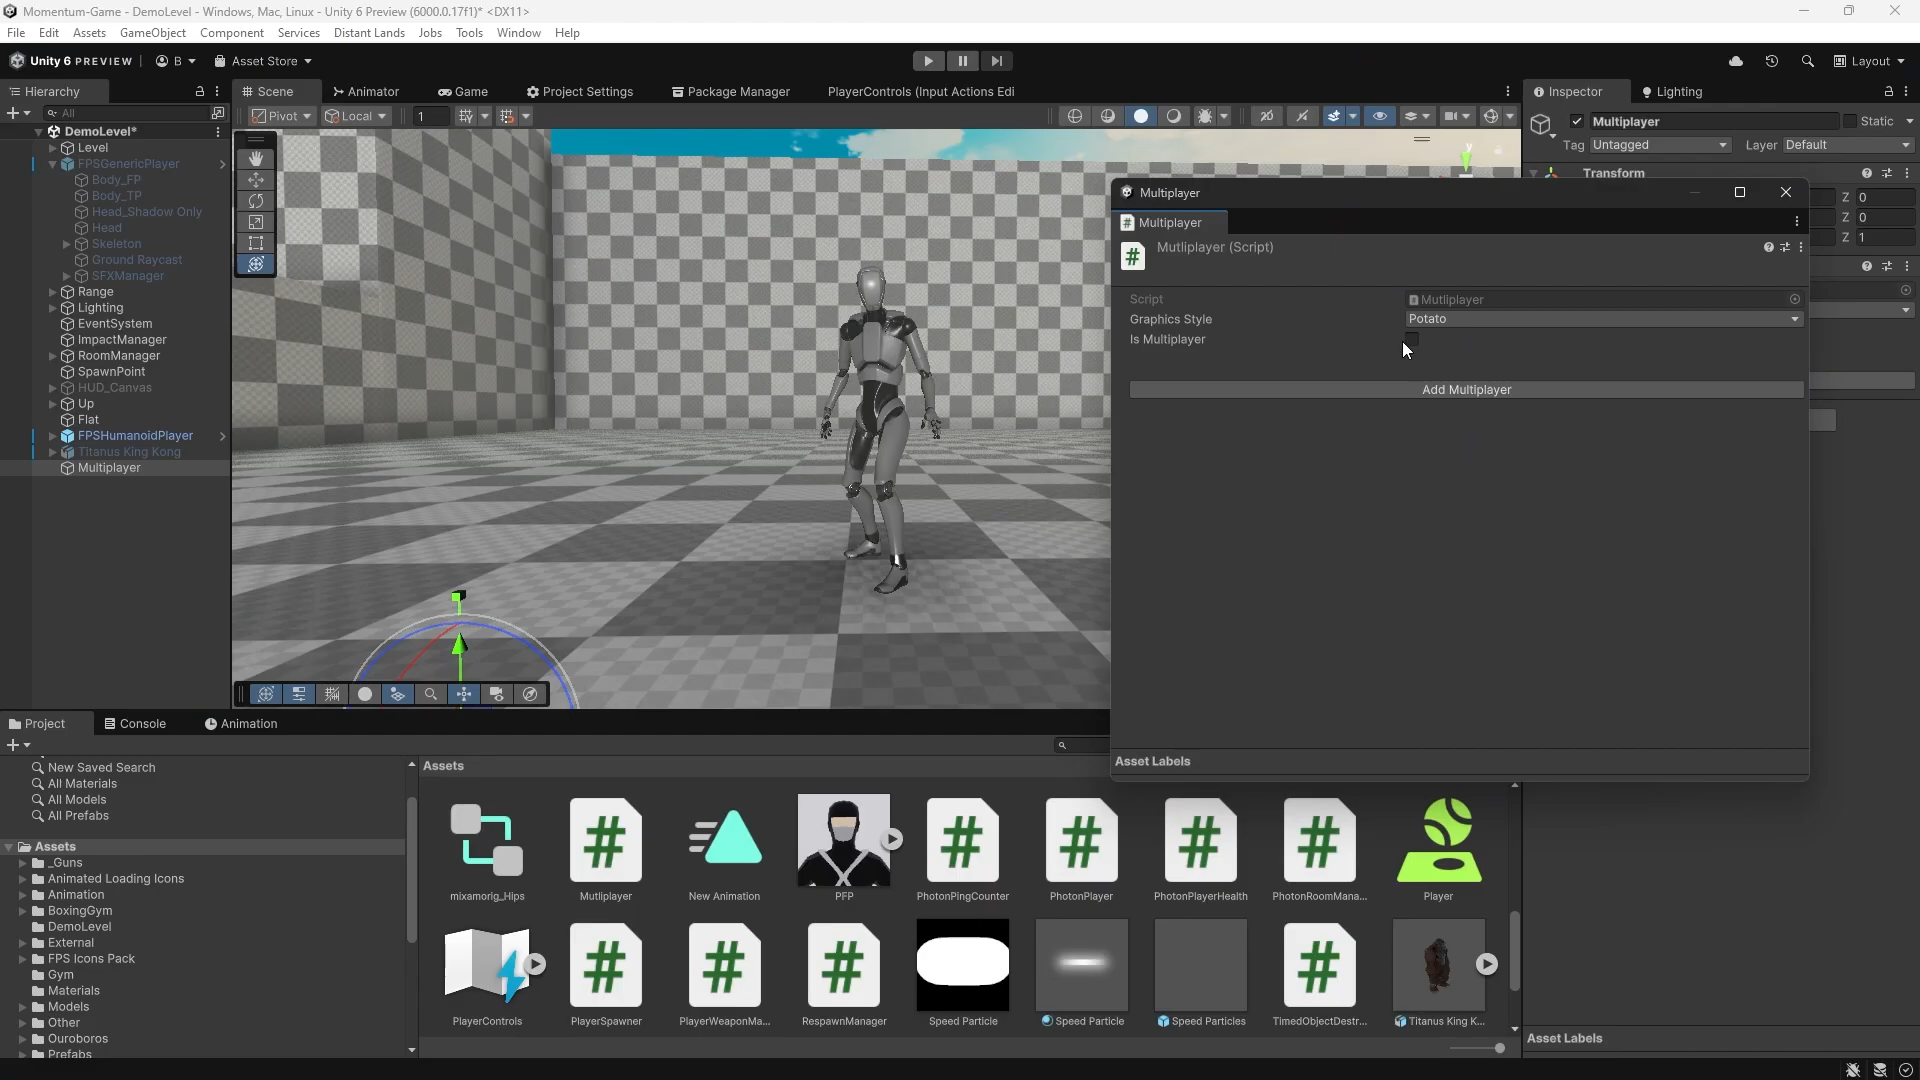 Momentum-Game - DemoLevel - Windows, Mac, Linux - Unity 6 Preview (6000.0.17f1)* <DX11>
File Edit Assets GameObject Component Services Distant Lands Jobs Tools Window Help
Unity 6 PREVIEW B Asset Store Layout
Hierarchy Scene Animator Game Project Settings Package Manager PlayerControls (Input Actions Edi Inspector Lighting
All Pivot Local 1 2D Multiplayer Static
Tag Untagged Layer Default
DemoLevel*
Level
FPSGenericPlayer
Body_FP
Body_TP
Head_Shadow Only
Head
Skeleton
Ground Raycast
SFXManager
Range
Lighting
EventSystem
ImpactManager
RoomManager
SpawnPoint
HUD_Canvas
Up
Flat
FPSHumanoidPlayer
Titanus King Kong
Multiplayer
y
Transform
Z 0
Z 0
Z 1
Multiplayer
Multiplayer
Mutliplayer (Script)
Script Mutliplayer
Graphics Style Potato
Is Multiplayer
Add Multiplayer
Asset Labels
Project Console Animation
New Saved Search
All Materials
All Models
All Prefabs
Assets
_Guns
Animated Loading Icons
Animation
BoxingGym
DemoLevel
External
FPS Icons Pack
Gym
Materials
Models
Other
Ouroboros
Prefabs
Assets
mixamorig_Hips Mutliplayer New Animation PFP PhotonPingCounter PhotonPlayer PhotonPlayerHealth PhotonRoomMana... Player
PlayerControls PlayerSpawner PlayerWeaponMa... RespawnManager Speed Particle Speed Particle Speed Particles TimedObjectDestr... Titanus King K...
Asset Labels